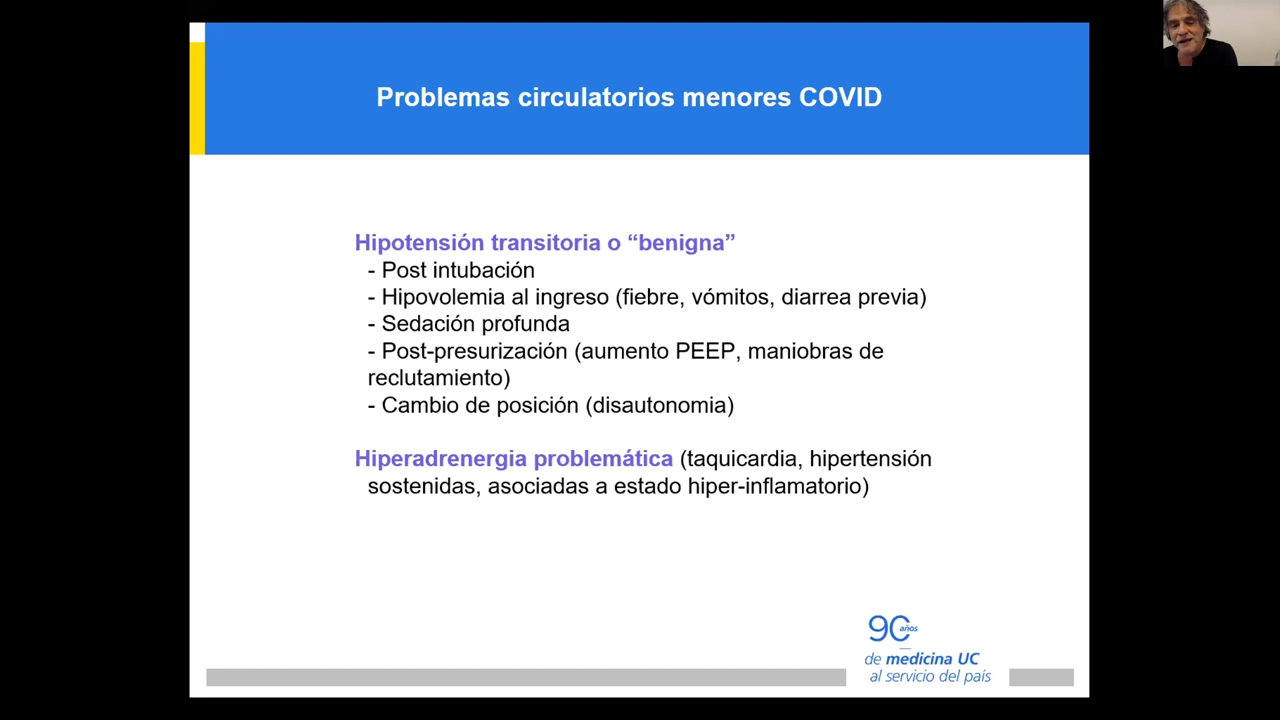 Problemas circulatorios menores COVID
Hipotensión transitoria o “benigna”
- Post intubación
- Hipovolemia al ingreso (fiebre, vómitos, diarrea previa)
- Sedación profunda
- Post-presurización (aumento PEEP, maniobras de
reclutamiento)
- Cambio de posición (disautonomia)
Hiperadrenergia problemática (taquicardia, hipertensión
sostenidas, asociadas a estado hiper-inflamatorio)
90 años
de medicina UC
al servicio del país